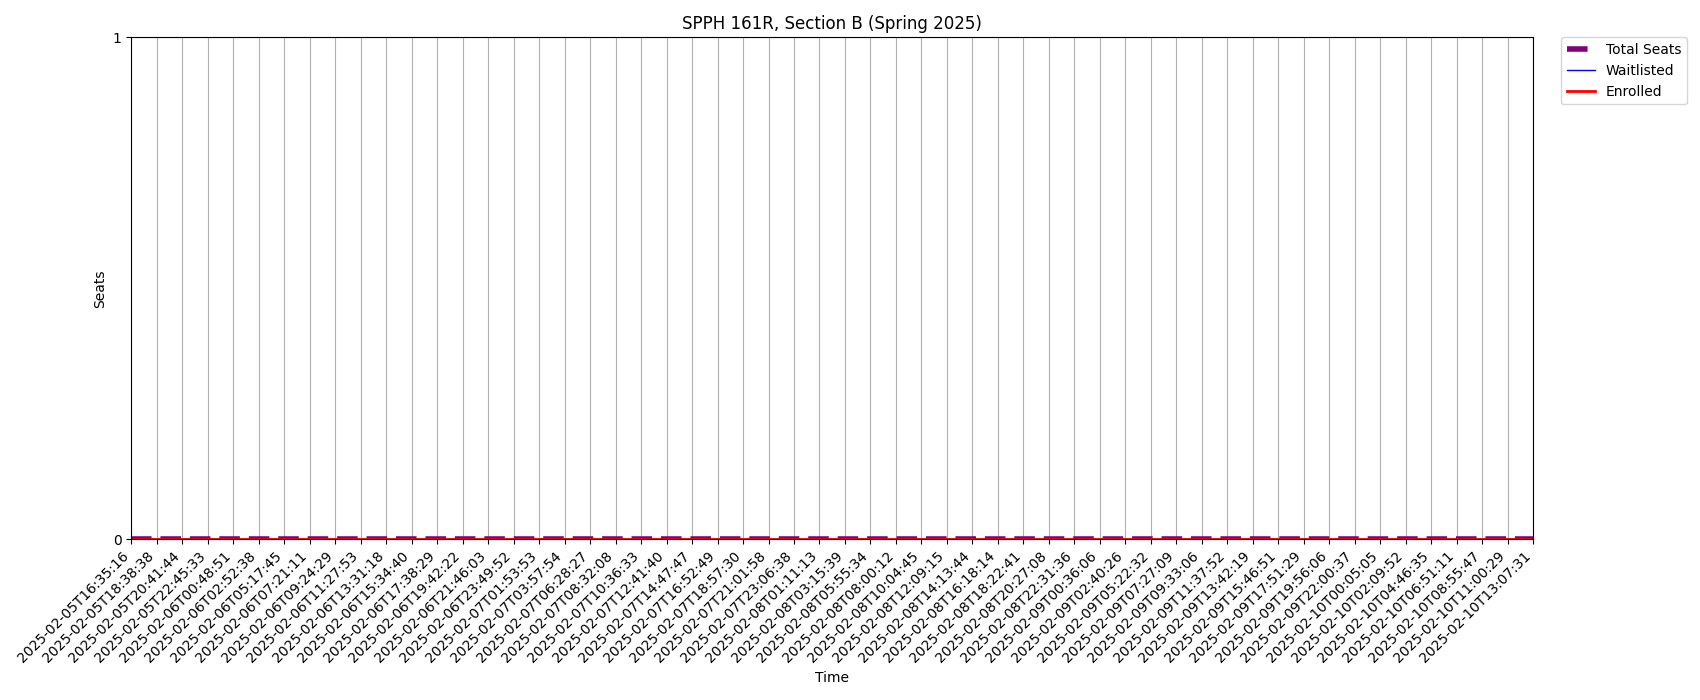 SPPH 161R, Section B (Spring 2025)
1
Total Seats
Waitlisted
Enrolled
Seats
0
2025-02-05T16:35:16
2025-02-05T18:38:38
2025-02-05T20:41:44
2025-02-05T22:45:33
2025-02-06T00:48:51
2025-02-06T02:52:38
2025-02-06T05:17:45
2025-02-06T07:21:11
2025-02-06T09:24:29
2025-02-06T11:27:53
2025-02-06T13:31:18
2025-02-06T15:34:40
2025-02-06T17:38:29
2025-02-06T19:42:22
2025-02-06T21:46:03
2025-02-06T23:49:52
2025-02-07T01:53:53
2025-02-07T03:57:54
2025-02-07T06:28:27
2025-02-07T08:32:08
2025-02-07T10:36:33
2025-02-07T12:41:40
2025-02-07T14:47:47
2025-02-07T16:52:49
2025-02-07T18:57:30
2025-02-07T21:01:58
2025-02-07T23:06:38
2025-02-08T01:11:13
2025-02-08T03:15:39
2025-02-08T05:55:34
2025-02-08T08:00:12
2025-02-08T10:04:45
2025-02-08T12:09:15
2025-02-08T14:13:44
2025-02-08T16:18:14
2025-02-08T18:22:41
2025-02-08T20:27:08
2025-02-08T22:31:36
2025-02-09T00:36:06
2025-02-09T02:40:26
2025-02-09T05:22:32
2025-02-09T07:27:09
2025-02-09T09:33:06
2025-02-09T11:37:52
2025-02-09T13:42:19
2025-02-09T15:46:51
2025-02-09T17:51:29
2025-02-09T19:56:06
2025-02-09T22:00:37
2025-02-10T00:05:05
2025-02-10T02:09:52
2025-02-10T04:46:35
2025-02-10T06:51:11
2025-02-10T08:55:47
2025-02-10T11:00:29
2025-02-10T13:07:31
Time